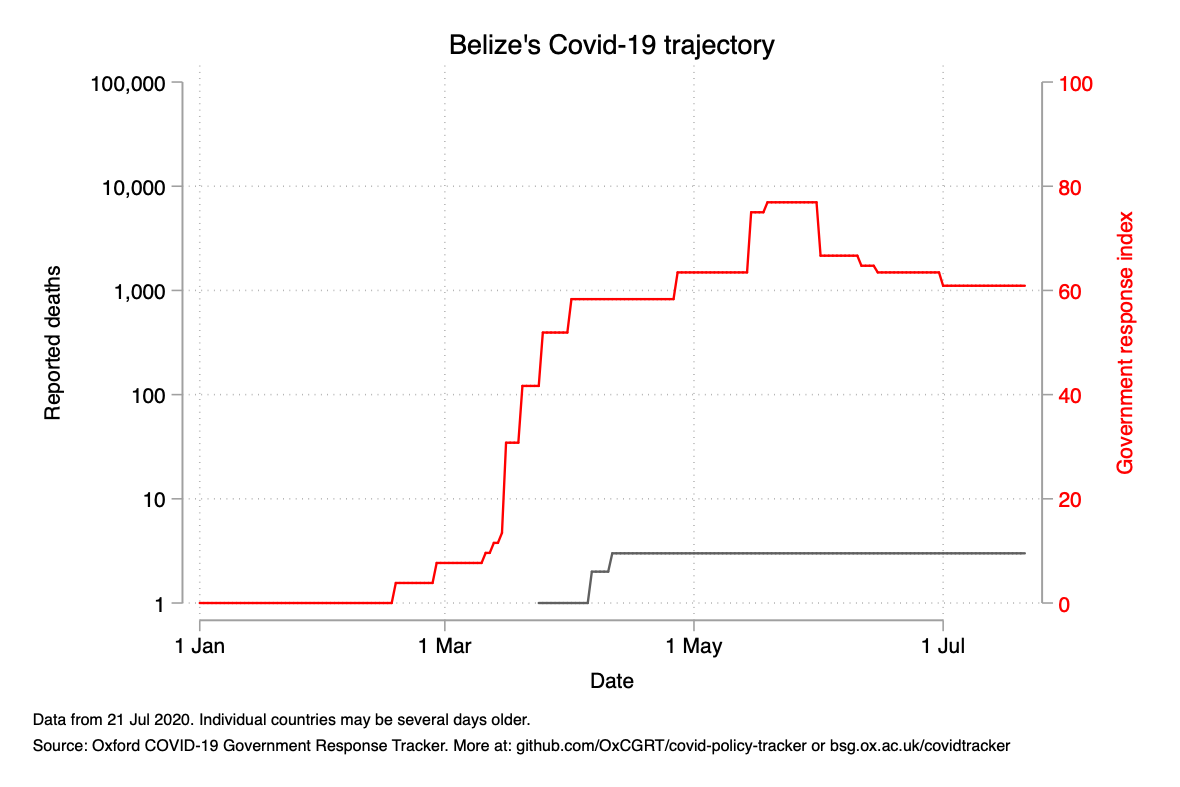 Belize's Covid-19 trajectory
100,000
10,000
1,000
100
10
1
Reported deaths
100
80
60
40
20
0
Government response index
1 Jan
1 Mar
1 May
1 Jul
Date
Data from 21 Jul 2020. Individual countries may be several days older.
Source: Oxford COVID-19 Government Response Tracker. More at: github.com/OxCGRT/covid-policy-tracker or bsg.ox.ac.uk/covidtracker